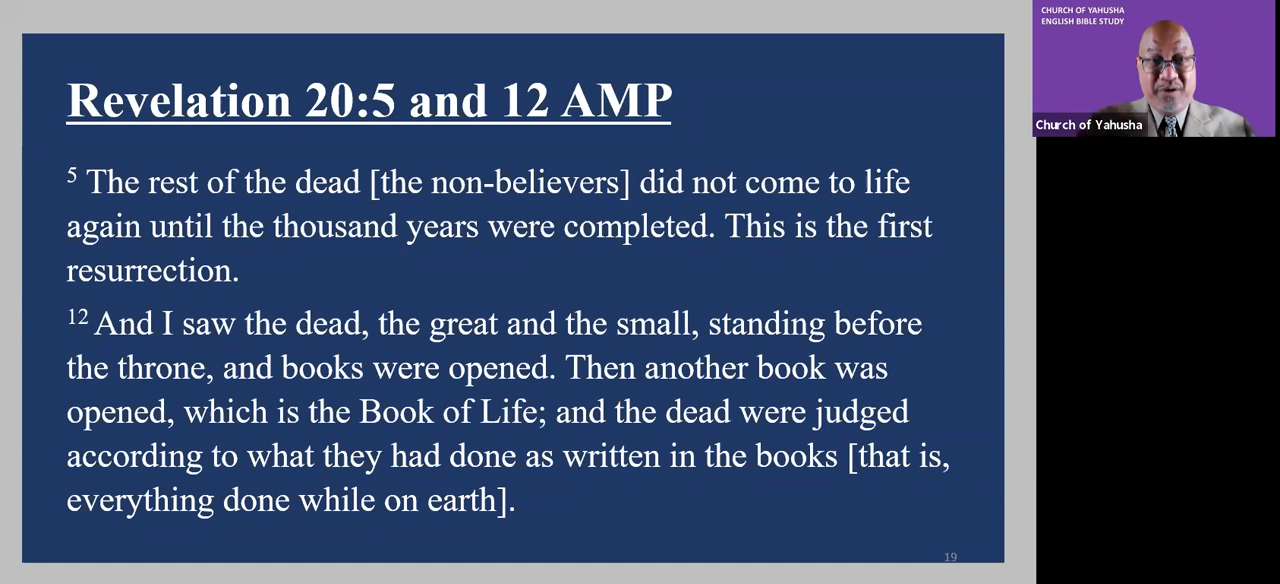 Revelation 20:5 and 12 AMP
5 The rest of the dead [the non-believers] did not come to life
again until the thousand years were completed. This is the first
resurrection.
12 And I saw the dead, the great and the small, standing before
the throne, and books were opened. Then another book was
opened, which is the Book of Life; and the dead were judged
according to what they had done as written in the books [that is,
everything done while on earth].
19
CHURCH OF YAHUSHA
ENGLISH BIBLE STUDY
Church of Yahusha